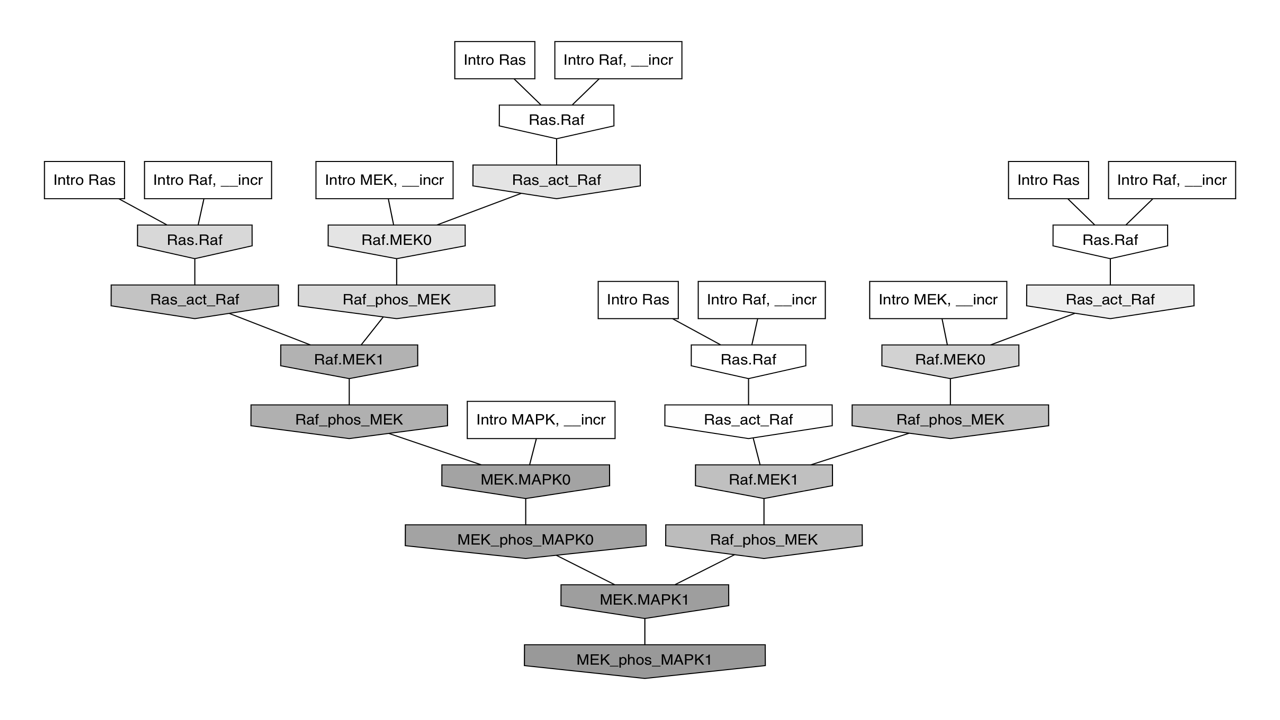 Intro Ras
Intro Raf, __incr
Ras.Raf
Intro Ras
Intro Raf, __incr
Intro MEK, __incr
Ras_act_Raf
Intro Ras
Intro Raf, __incr
Ras.Raf
Raf.MEK0
Ras.Raf
Ras_act_Raf
Raf_phos_MEK
Intro Ras
Intro Raf, __incr
Intro MEK, __incr
Ras_act_Raf
Raf.MEK1
Ras.Raf
Raf.MEK0
Raf_phos_MEK
Intro MAPK, __incr
Ras_act_Raf
Raf_phos_MEK
MEK.MAPK0
Raf.MEK1
MEK_phos_MAPK0
Raf_phos_MEK
MEK.MAPK1
MEK_phos_MAPK1